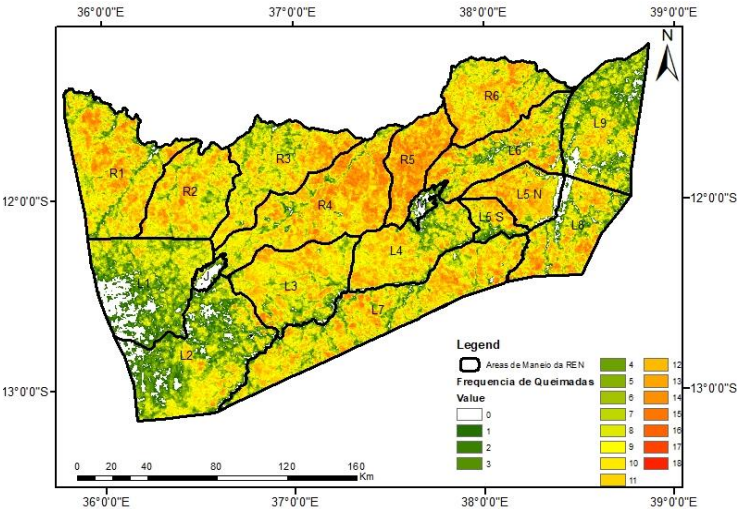 36°0'0"E 37°0'0"E 38°0'0"E 39°0'0"E
N
R6
L9
R3
R5
L6
R1
R2
L5 N
12°0'0"S
R4
12°0'0"S
L5 S
L8
L4
J
L1
L3
L7
L2
Legend
Areas de Maneio da REN
Frequencia de Queimadas
Value
0
1
2
3
4
5
6
7
8
9
10
11
12
13
14
15
16
17
18
13°0'0"S
13°0'0"S
0 20 40 80 120 160
Km
36°0'0"E 37°0'0"E 38°0'0"E 39°0'0"E